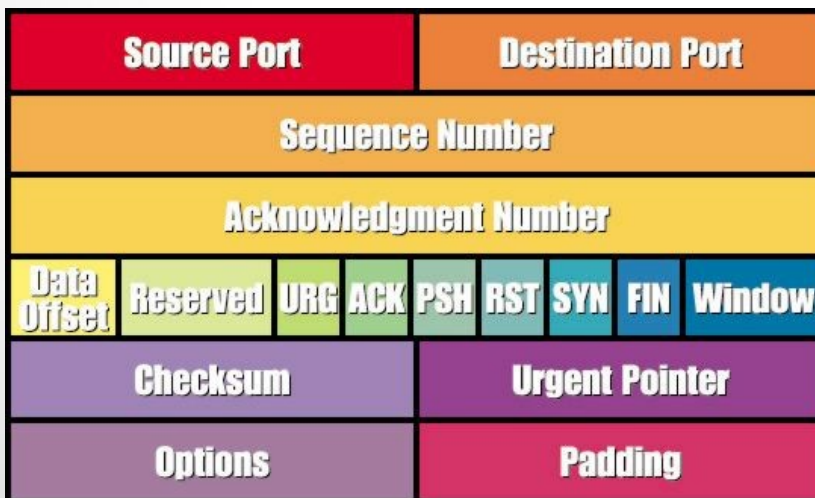 Source Port
Destination Port
Sequence Number
Acknowledgment Number
Data
Offset
Reserved
URG
ACK
PSH
RST
SYN
FIN
Window
Checksum
Urgent Pointer
Options
Padding